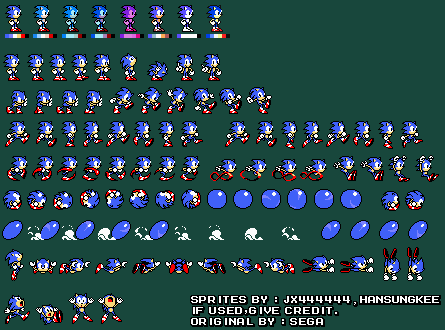 SPRITES BY : JX444444,HANSUNGKEE
IF USED,GIVE CREDIT.
ORIGINAL BY : SEGA